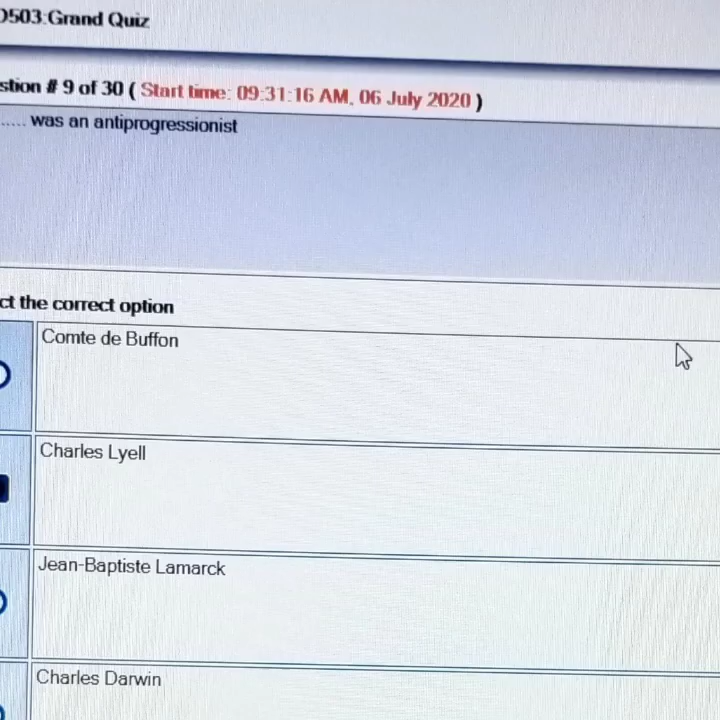 503:Grand Quiz
stion # 9 of 30 ( Start time: 09:31:16 AM, 06 July 2020 )
...... was an antiprogressionist
ct the correct option
Comte de Buffon
Charles Lyell
Jean-Baptiste Lamarck
Charles Darwin